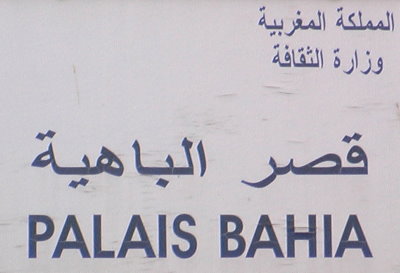 المملكة المغربية
وزارة الثقافة
قصر الباهية
PALAIS BAHIA